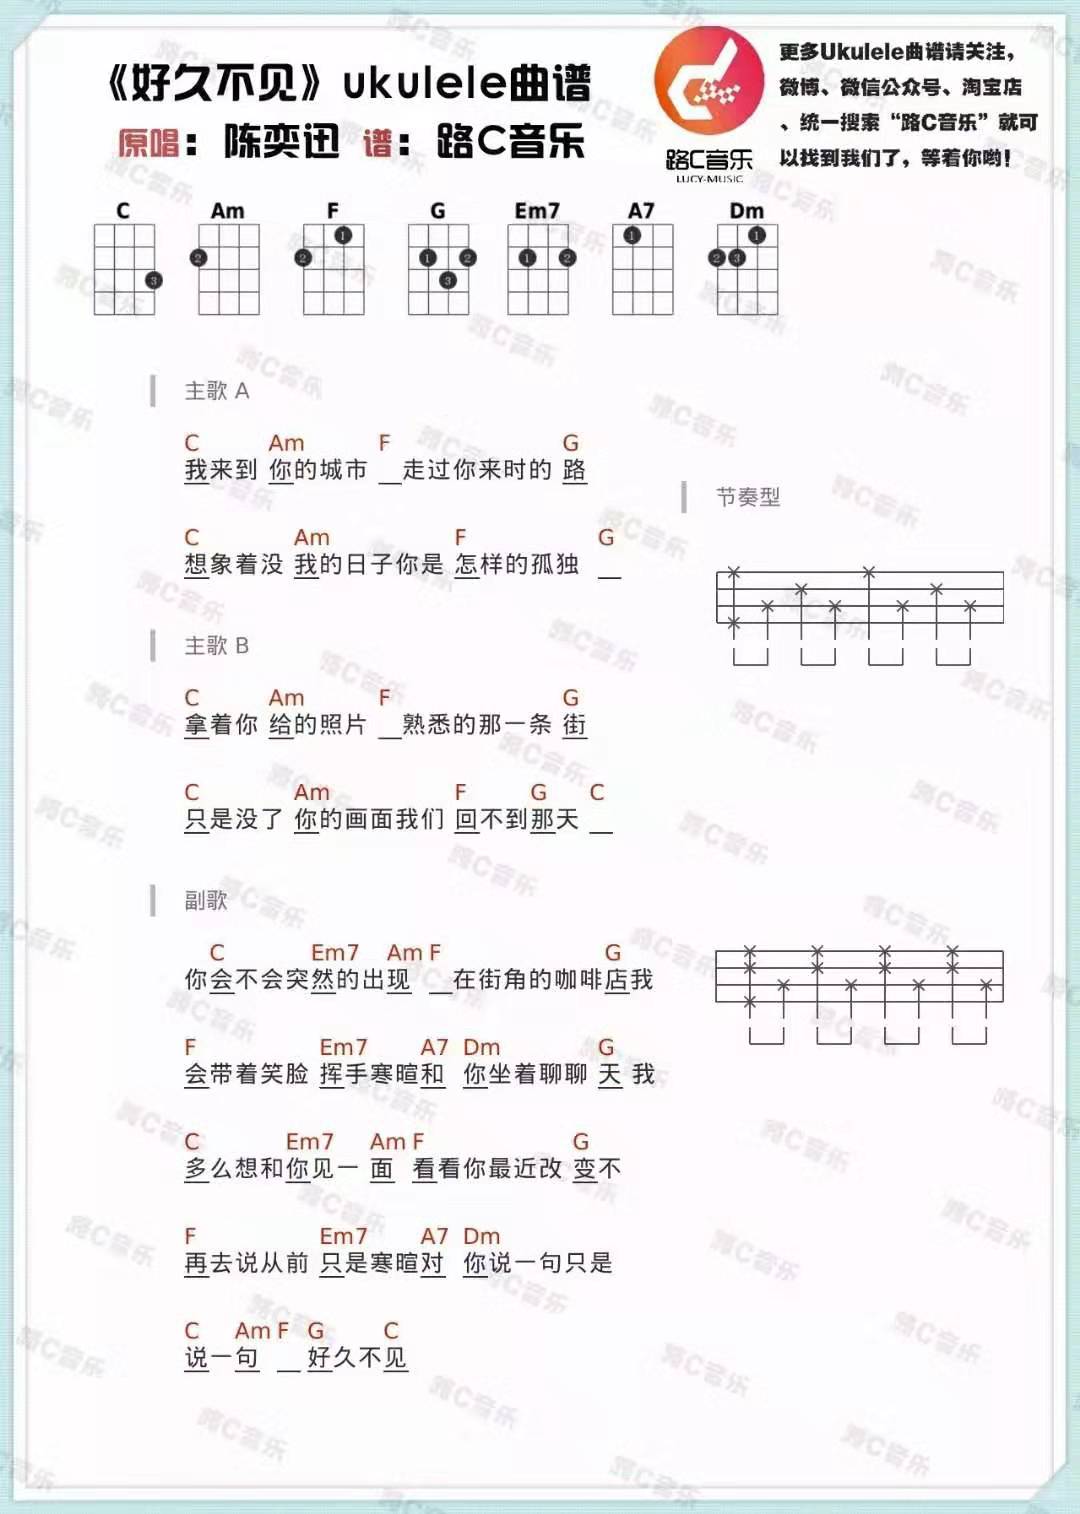 《好久不见》ukulele曲谱
原唱：陈奕迅 谱：路C音乐
路C音乐
LUCY-MUSIC
更多Ukulele曲谱请关注，
微博、微信公众号、淘宝店
、统一搜索“路C音乐”就可
以找到我们了，等着你哟！
C Am F G Em7 A7 Dm
3 2 2 1 1 2 3 1 2 1 2 3 1
主歌 A
C Am F G
我来到 你的城市 __走过你来时的 路
C Am F G
想象着没 我的日子你是 怎样的孤独 __
节奏型
主歌 B
C Am F G
拿着你 给的照片 __熟悉的那一条 街
C Am F G C
只是没了 你的画面我们 回不到那天 __
副歌
C Em7 Am F G
你会不会突然的出现 __在街角的咖啡店我
F Em7 A7 Dm G
会带着笑脸 挥手寒暄和 你坐着聊聊 天 我
C Em7 Am F G
多么想和你见一 面 看看你最近改 变不
F Em7 A7 Dm
再去说从前 只是寒暄对 你说一句只是
C Am F G C
说一句 __ 好久不见